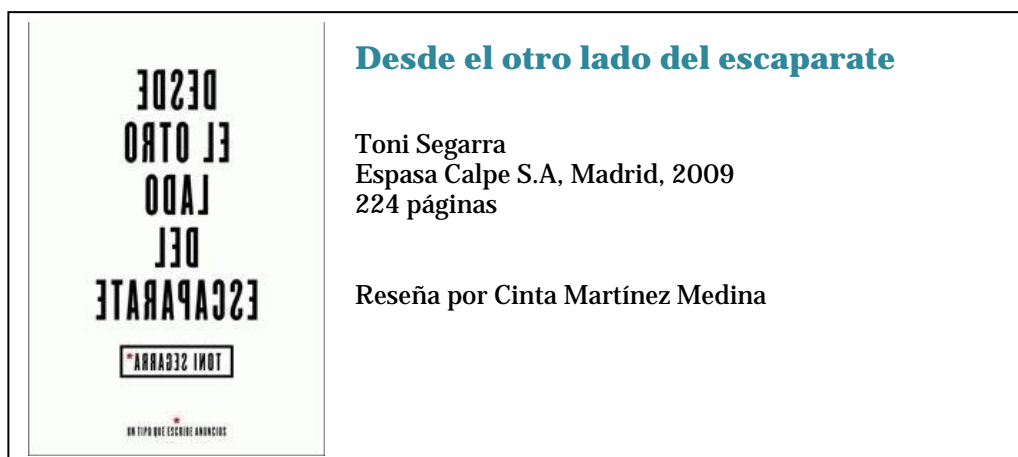 DESDE
EL OTRO
LADO
DEL
ESCAPARATE
TONI SEGARRA*
*
UN TIPO QUE ESCRIBE ANUNCIOS
Desde el otro lado del escaparate
Toni Segarra
Espasa Calpe S.A, Madrid, 2009
224 páginas
Reseña por Cinta Martínez Medina